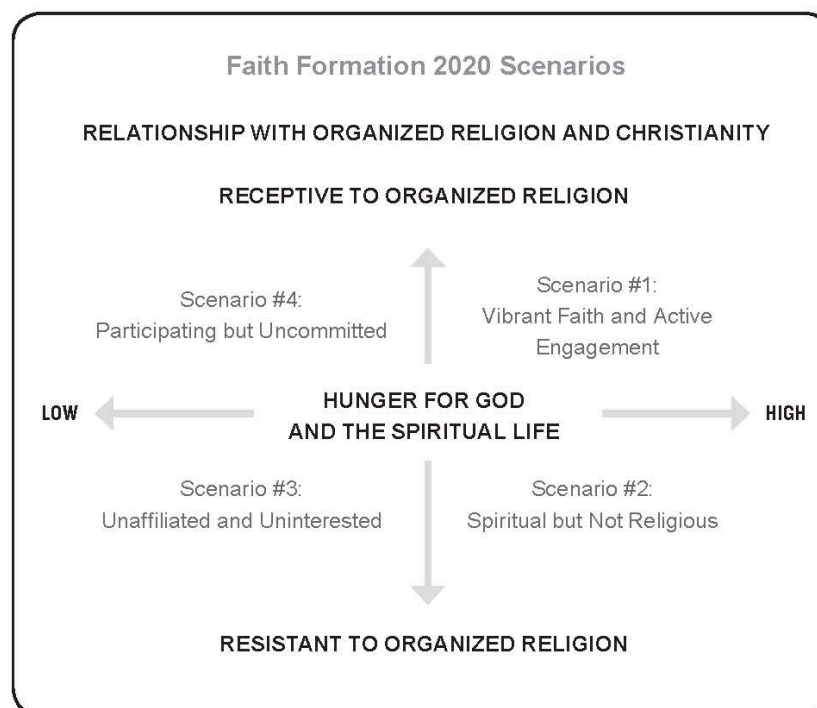 Faith Formation 2020 Scenarios
RELATIONSHIP WITH ORGANIZED RELIGION AND CHRISTIANITY
RECEPTIVE TO ORGANIZED RELIGION
Scenario #4:
Participating but Uncommitted
Scenario #1:
Vibrant Faith and Active
Engagement
LOW
HUNGER FOR GOD
AND THE SPIRITUAL LIFE
HIGH
Scenario #3:
Unaffiliated and Uninterested
Scenario #2:
Spiritual but Not Religious
RESISTANT TO ORGANIZED RELIGION